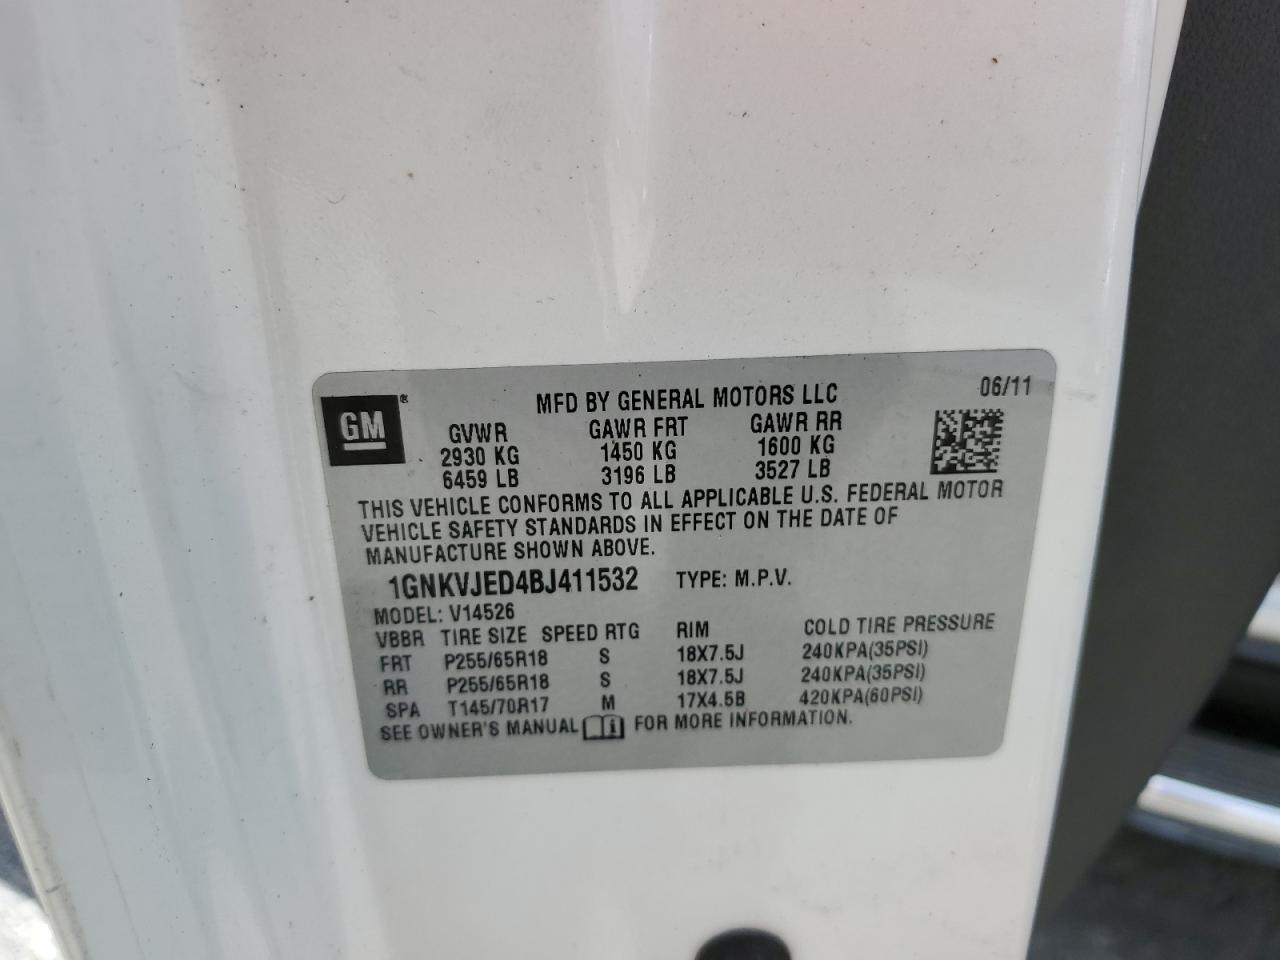 GM®
MFD BY GENERAL MOTORS LLC 06/11
GVWR GAWR FRT GAWR RR
2930 KG 1450 KG 1600 KG
6459 LB 3196 LB 3527 LB
THIS VEHICLE CONFORMS TO ALL APPLICABLE U.S. FEDERAL MOTOR
VEHICLE SAFETY STANDARDS IN EFFECT ON THE DATE OF
MANUFACTURE SHOWN ABOVE.
1GNKVJED4BJ411532 TYPE: M.P.V.
MODEL: V14526
VBBR TIRE SIZE SPEED RTG RIM COLD TIRE PRESSURE
FRT P255/65R18 S 18X7.5J 240KPA(35PSI)
RR P255/65R18 S 18X7.5J 240KPA(35PSI)
SPA T145/70R17 M 17X4.5B 420KPA(60PSI)
SEE OWNER'S MANUAL i FOR MORE INFORMATION.